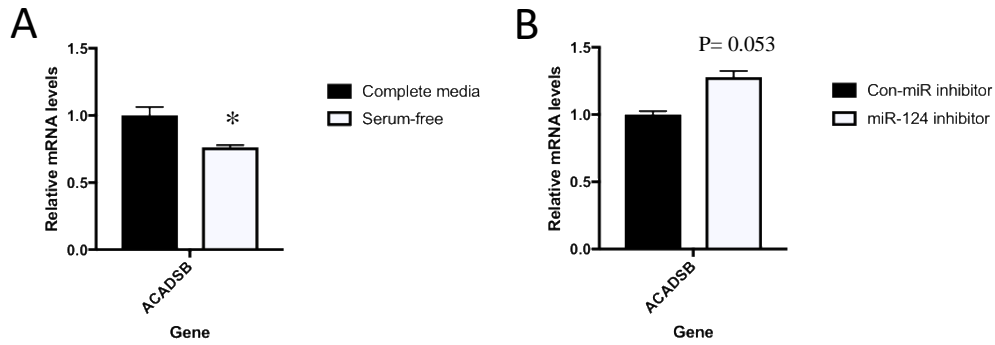 A
B
1.5
1.0
0.5
0.0
Relative mRNA levels
*
ACADSB
Gene
Complete media
Serum-free
P= 0.053
1.5
1.0
0.5
0.0
Relative mRNA levels
ACADSB
Gene
Con-miR inhibitor
miR-124 inhibitor